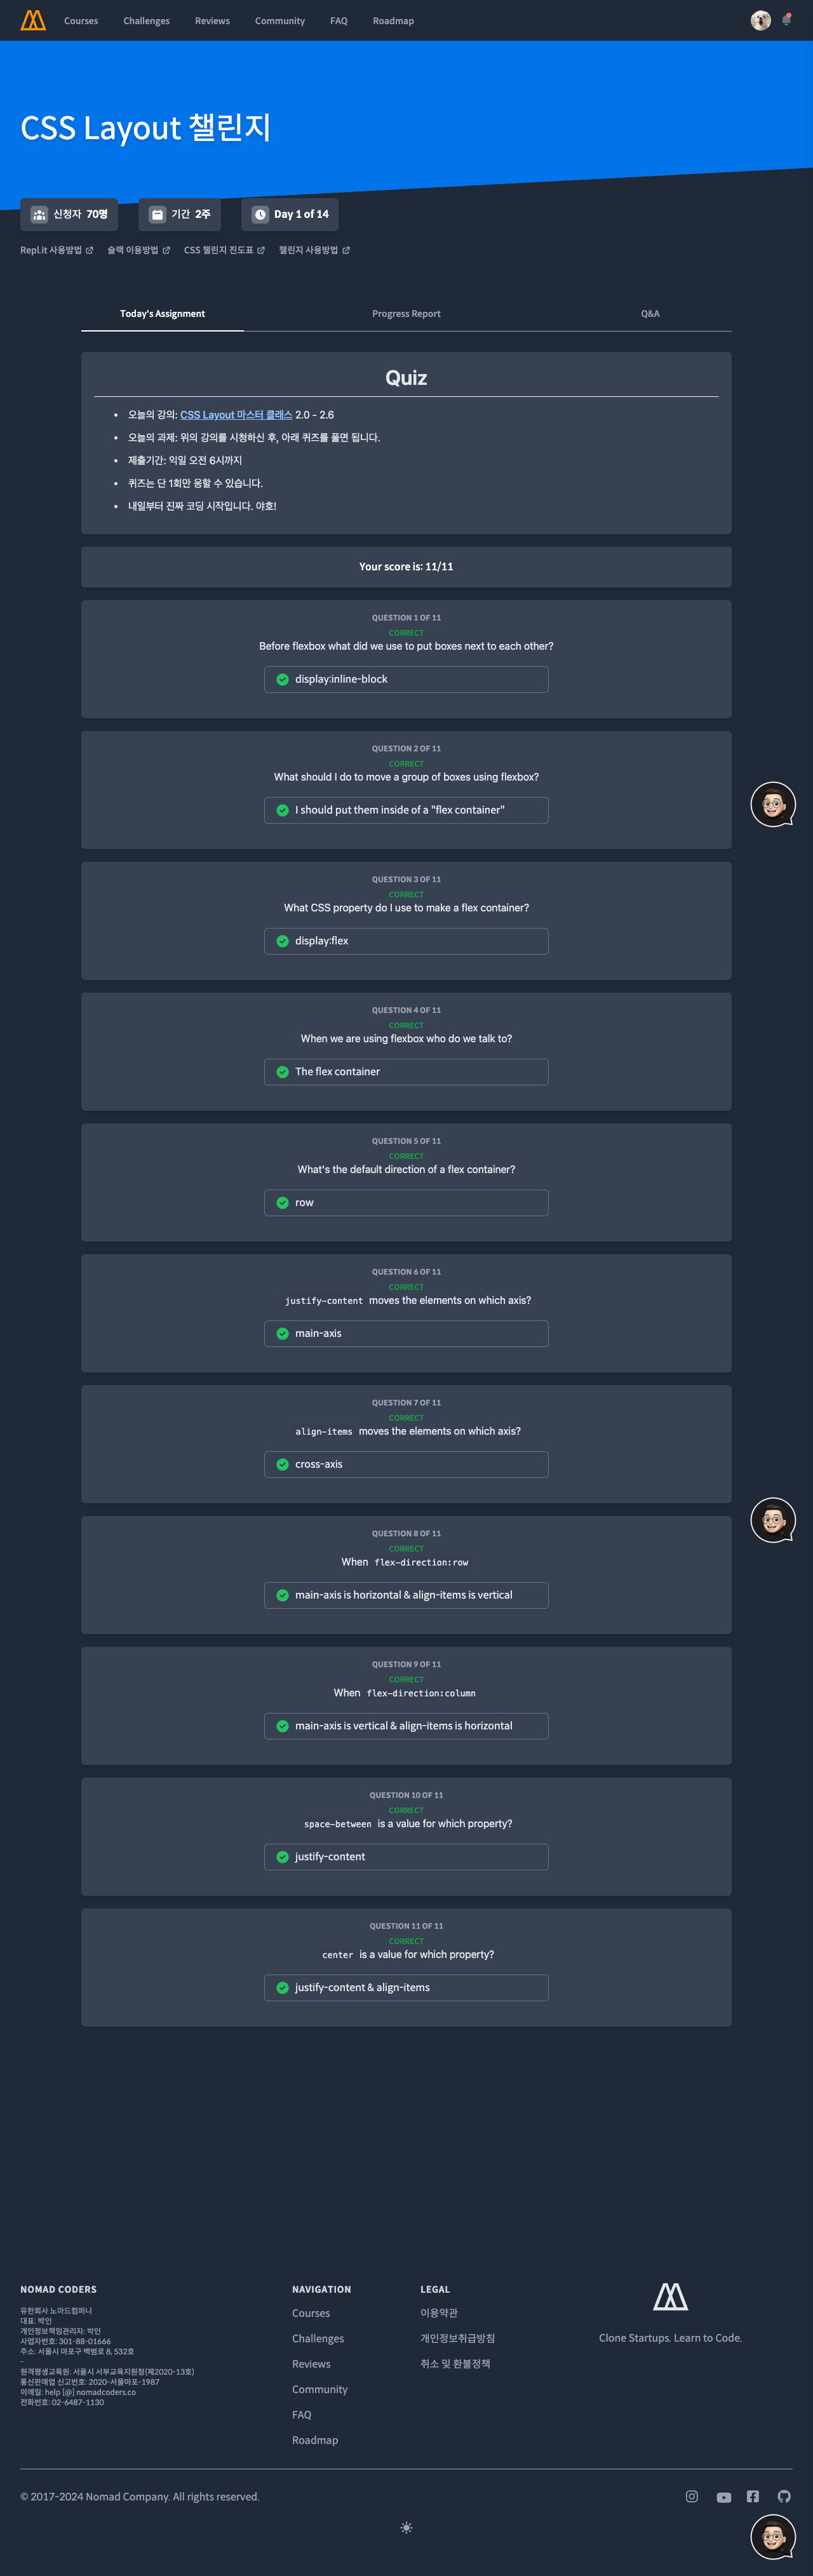 Courses Challenges Reviews Community FAQ Roadmap
CSS Layout 챌린지
신청자 70명 기간 2주 Day 1 of 14
Repl.it 사용방법 슬랙 이용방법 CSS 챌린지 진도표 챌린지 사용방법
Today's Assignment Progress Report Q&A
Quiz
• 오늘의 강의: CSS Layout 마스터 클래스 2.0 - 2.6
• 오늘의 과제: 위의 강의를 시청하신 후, 아래 퀴즈를 풀면 됩니다.
• 제출기간: 익일 오전 6시까지
• 퀴즈는 단 1회만 응할 수 있습니다.
• 내일부터 진짜 코딩 시작입니다. 야호!
Your score is: 11/11
QUESTION 1 OF 11
CORRECT
Before flexbox what did we use to put boxes next to each other?
display:inline-block
QUESTION 2 OF 11
CORRECT
What should I do to move a group of boxes using flexbox?
I should put them inside of a "flex container"
QUESTION 3 OF 11
CORRECT
What CSS property do I use to make a flex container?
display:flex
QUESTION 4 OF 11
CORRECT
When we are using flexbox who do we talk to?
The flex container
QUESTION 5 OF 11
CORRECT
What's the default direction of a flex container?
row
QUESTION 6 OF 11
CORRECT
justify-content moves the elements on which axis?
main-axis
QUESTION 7 OF 11
CORRECT
align-items moves the elements on which axis?
cross-axis
QUESTION 8 OF 11
CORRECT
When flex-direction:row
main-axis is horizontal & align-items is vertical
QUESTION 9 OF 11
CORRECT
When flex-direction:column
main-axis is vertical & align-items is horizontal
QUESTION 10 OF 11
CORRECT
space-between is a value for which property?
justify-content
QUESTION 11 OF 11
CORRECT
center is a value for which property?
justify-content & align-items
NOMAD CODERS
유한회사 노마드컴퍼니
대표: 박인
개인정보책임관리자: 박인
사업자번호: 301-88-01666
주소: 서울시 마포구 백범로 8, 532호
-
원격평생교육원: 서울시 서부교육지원청(제2020-13호)
통신판매업 신고번호: 2020-서울마포-1987
이메일: help [@] nomadcoders.co
전화번호: 02-6487-1130
NAVIGATION
Courses
Challenges
Reviews
Community
FAQ
Roadmap
LEGAL
이용약관
개인정보취급방침
취소 및 환불정책
Clone Startups. Learn to Code.
© 2017-2024 Nomad Company. All rights reserved.